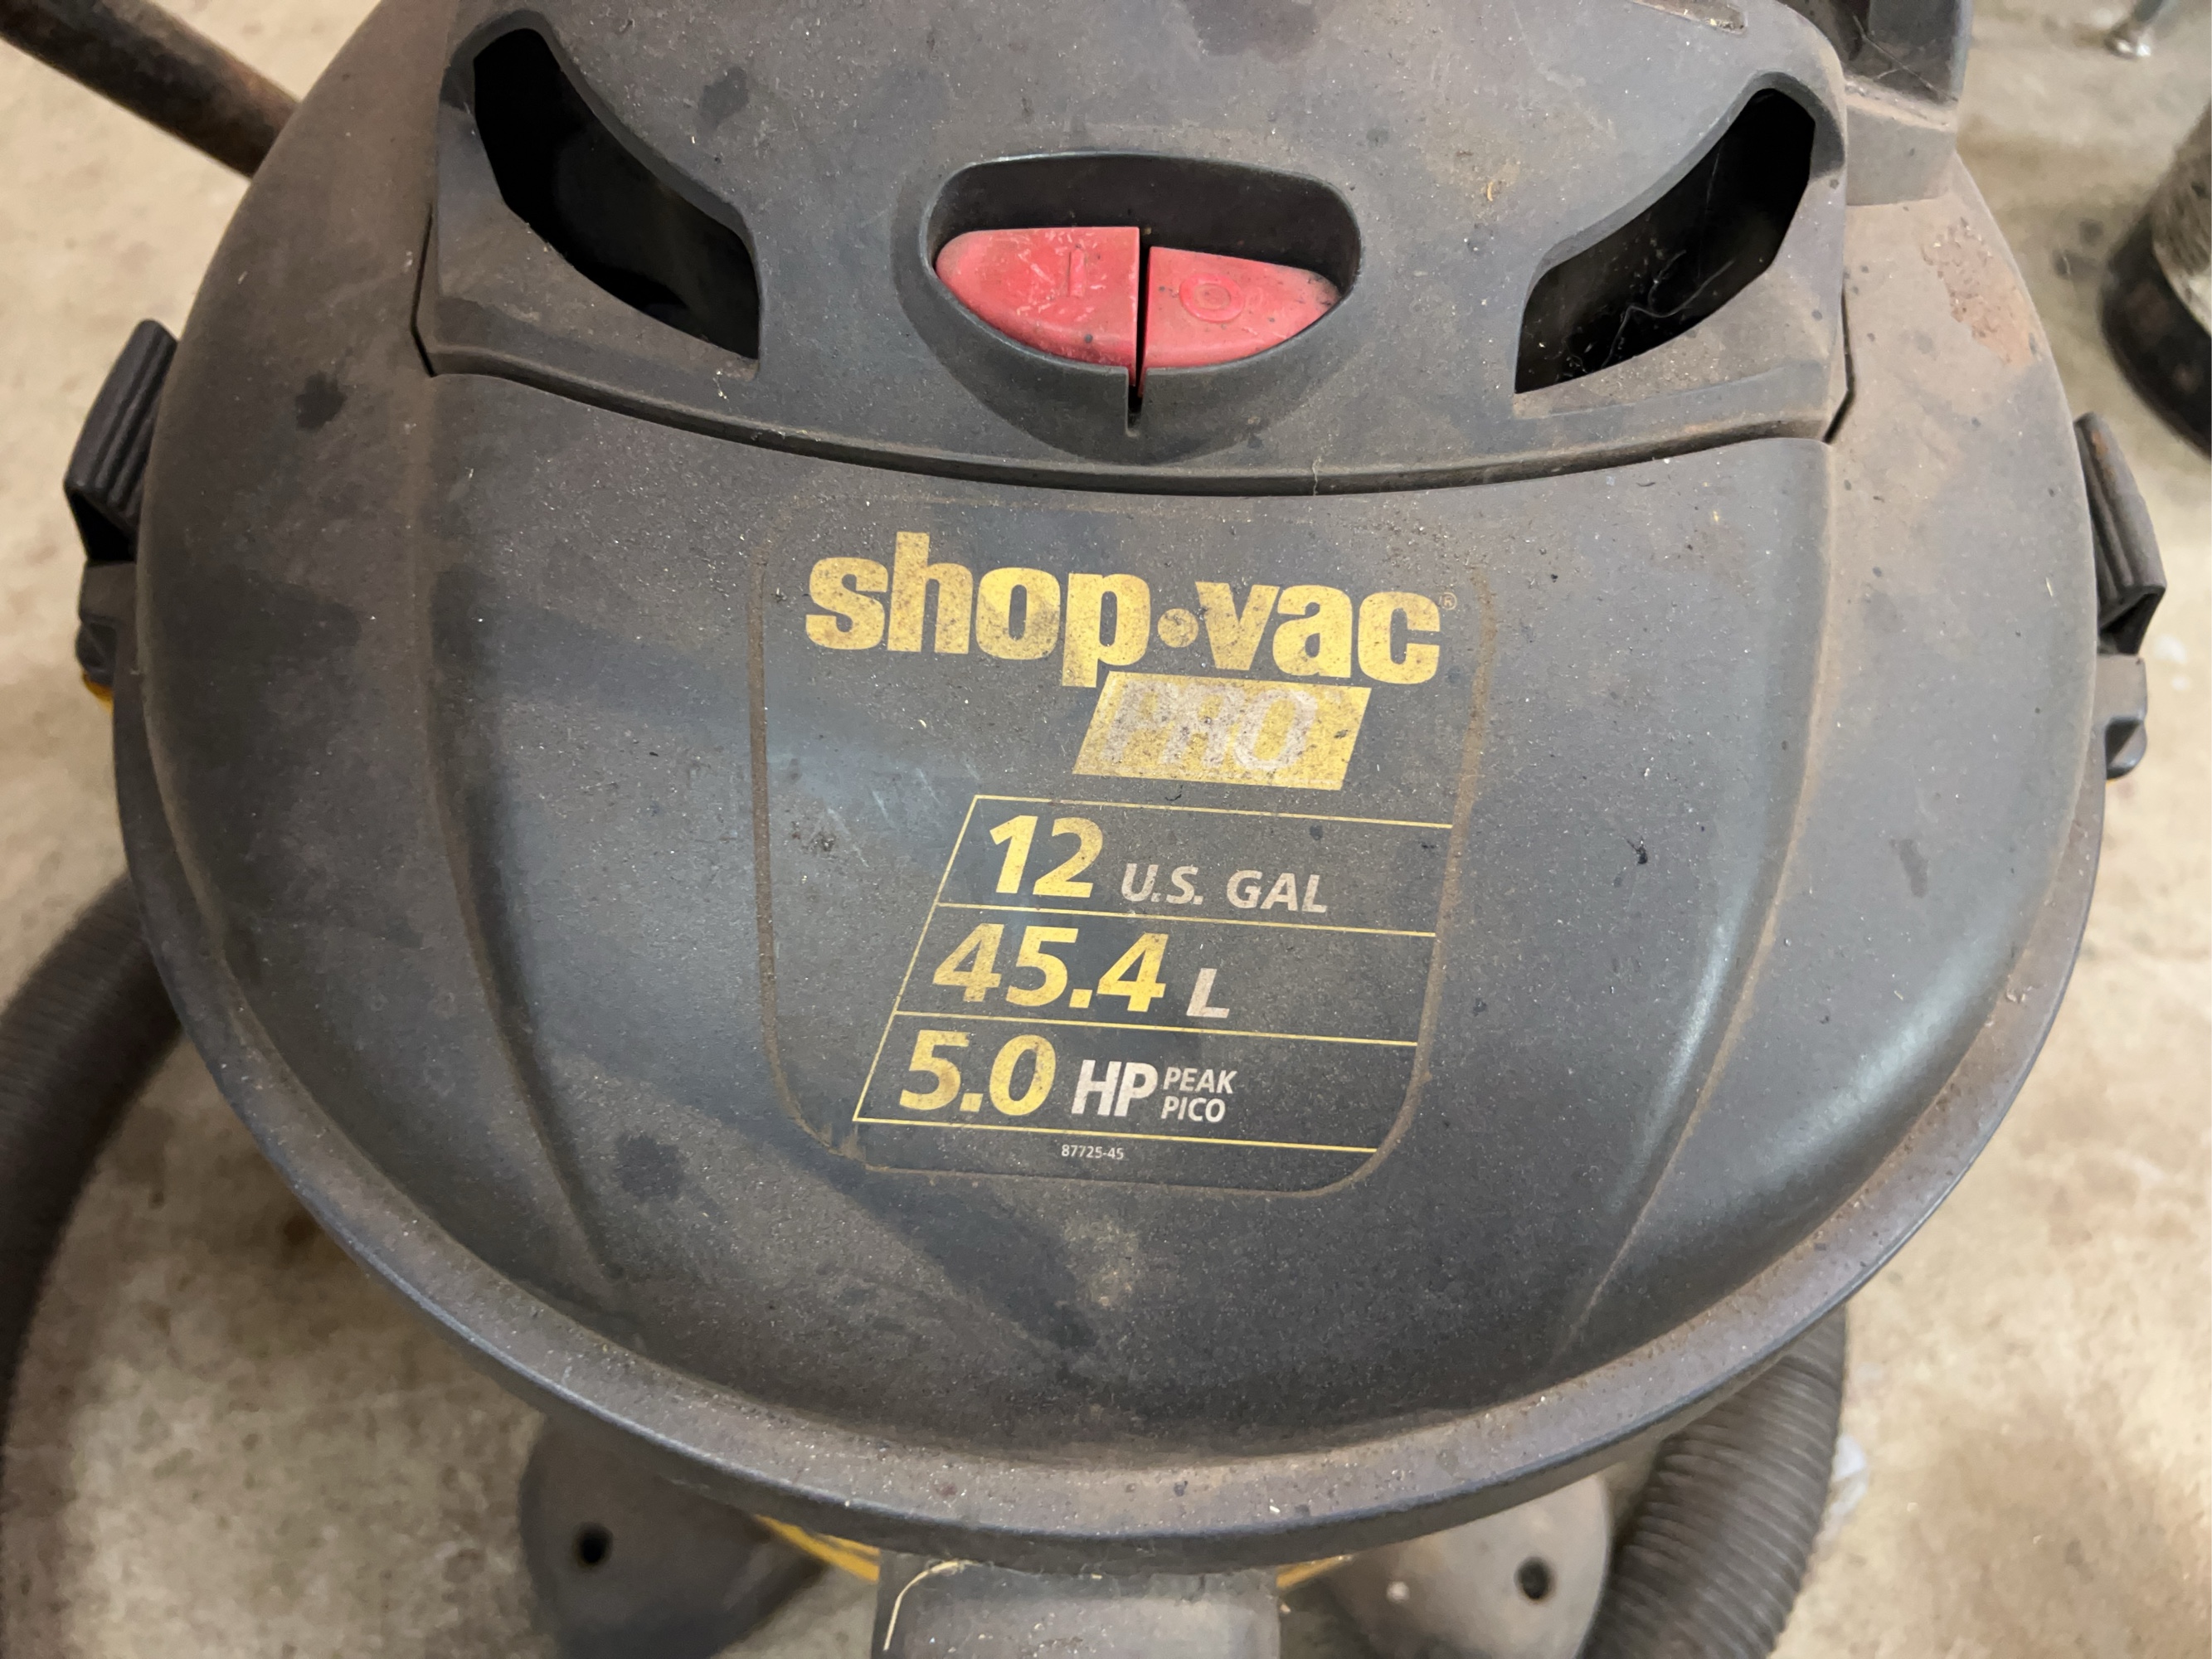 I O
shop·vac®
PRO
12 U.S. GAL
45.4 L
5.0 HP PEAK
PICO
87725-45